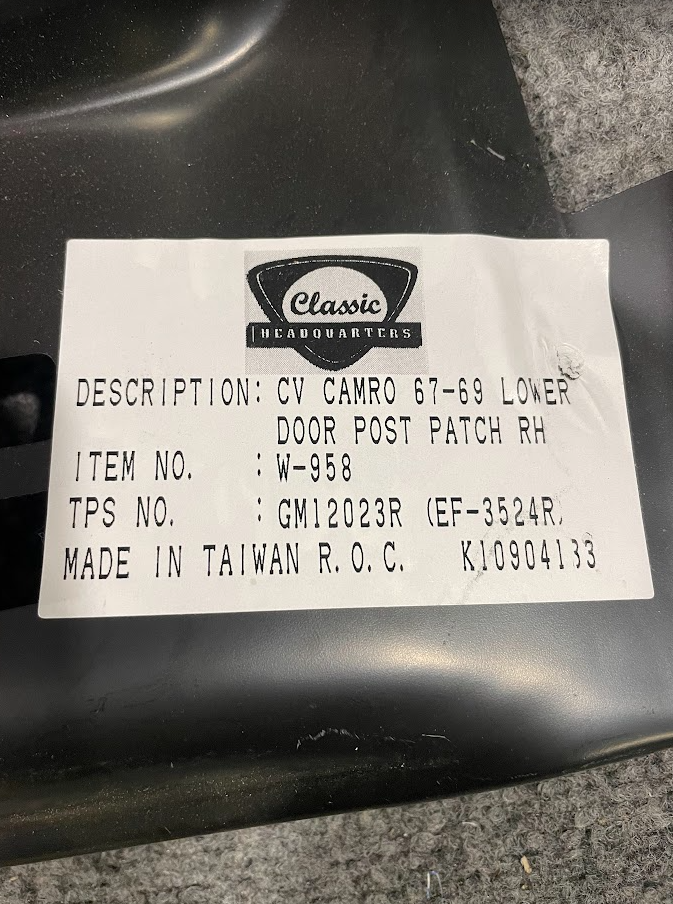 Classic
HEADQUARTERS
DESCRIPTION: CV CAMRO 67-69 LOWER
DOOR POST PATCH RH
ITEM NO. : W-958
TPS NO. : GM12023R (EF-3524R)
MADE IN TAIWAN R.O.C. K10904133